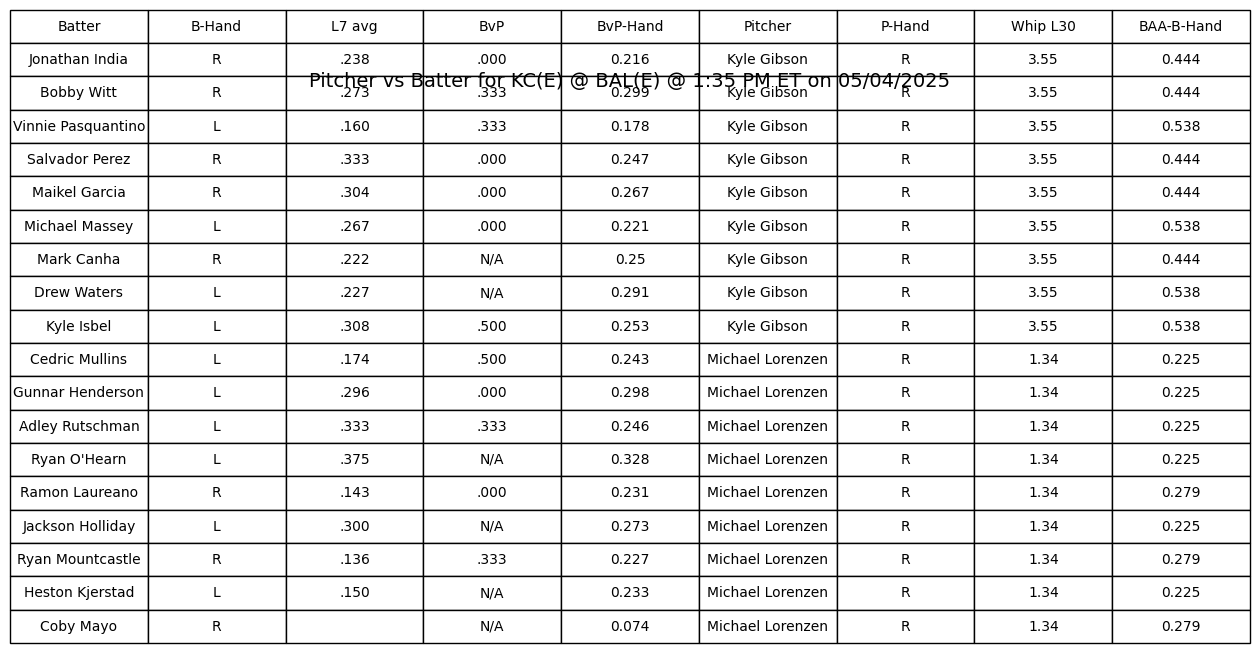 Batter B-Hand L7 avg BvP BvP-Hand Pitcher P-Hand Whip L30 BAA-B-Hand
Jonathan India R .238 .000 0.216 Kyle Gibson R 3.55 0.444
Pitcher vs Batter for KC(E) @ BAL(E) @ 1:35 PM ET on 05/04/2025
Bobby Witt R .273 .333 0.299 Kyle Gibson R 3.55 0.444
Vinnie Pasquantino L .160 .333 0.178 Kyle Gibson R 3.55 0.538
Salvador Perez R .333 .000 0.247 Kyle Gibson R 3.55 0.444
Maikel Garcia R .304 .000 0.267 Kyle Gibson R 3.55 0.444
Michael Massey L .267 .000 0.221 Kyle Gibson R 3.55 0.538
Mark Canha R .222 N/A 0.25 Kyle Gibson R 3.55 0.444
Drew Waters L .227 N/A 0.291 Kyle Gibson R 3.55 0.538
Kyle Isbel L .308 .500 0.253 Kyle Gibson R 3.55 0.538
Cedric Mullins L .174 .500 0.243 Michael Lorenzen R 1.34 0.225
Gunnar Henderson L .296 .000 0.298 Michael Lorenzen R 1.34 0.225
Adley Rutschman L .333 .333 0.246 Michael Lorenzen R 1.34 0.225
Ryan O'Hearn L .375 N/A 0.328 Michael Lorenzen R 1.34 0.225
Ramon Laureano R .143 .000 0.231 Michael Lorenzen R 1.34 0.279
Jackson Holliday L .300 N/A 0.273 Michael Lorenzen R 1.34 0.225
Ryan Mountcastle R .136 .333 0.227 Michael Lorenzen R 1.34 0.279
Heston Kjerstad L .150 N/A 0.233 Michael Lorenzen R 1.34 0.225
Coby Mayo R N/A 0.074 Michael Lorenzen R 1.34 0.279